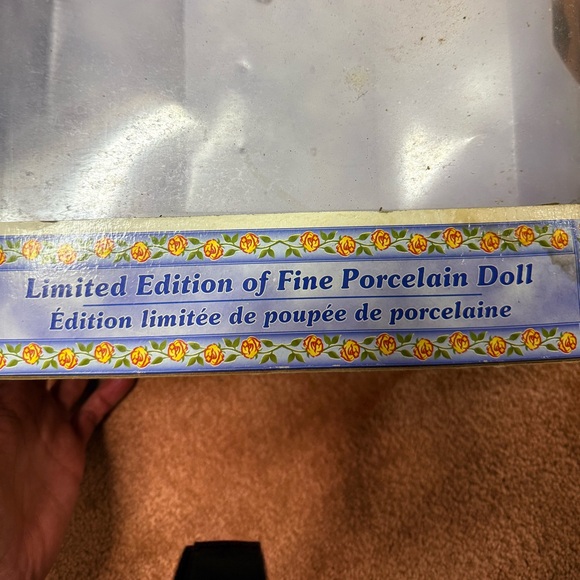 Limited Edition of Fine Porcelain Doll
Édition limitée de poupée de porcelaine